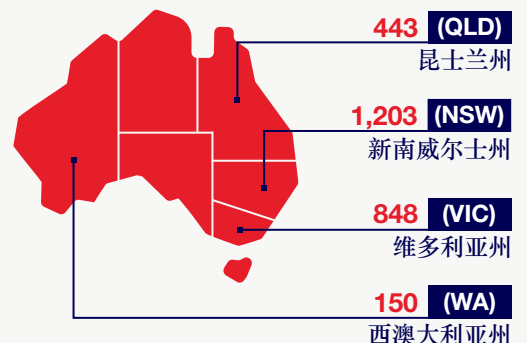 443 (QLD)
昆士兰州
1,203 (NSW)
新南威尔士州
848 (VIC)
维多利亚州
150 (WA)
西澳大利亚州